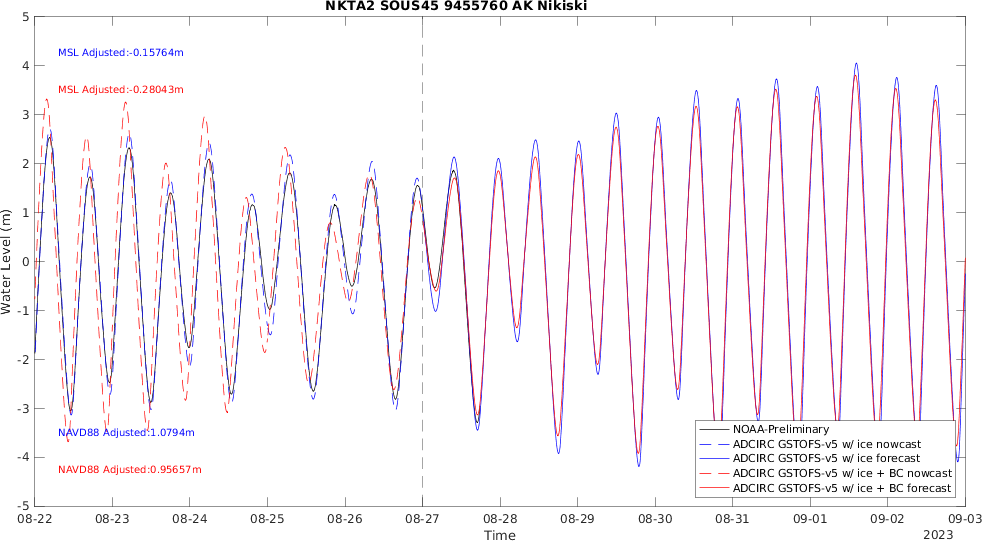 NKTA2 SOUS45 9455760 AK Nikiski
5
4
3
2
1
0
-1
-2
-3
-4
-5
Water Level (m)
MSL Adjusted:-0.15764m
MSL Adjusted:-0.28043m
NAVD88 Adjusted:1.0794m
NAVD88 Adjusted:0.95657m
NOAA-Preliminary
ADCIRC GSTOFS-v5 w/ ice nowcast
ADCIRC GSTOFS-v5 w/ ice forecast
ADCIRC GSTOFS-v5 w/ ice + BC nowcast
ADCIRC GSTOFS-v5 w/ ice + BC forecast
08-22 08-23 08-24 08-25 08-26 08-27 08-28 08-29 08-30 08-31 09-01 09-02 09-03
Time
2023